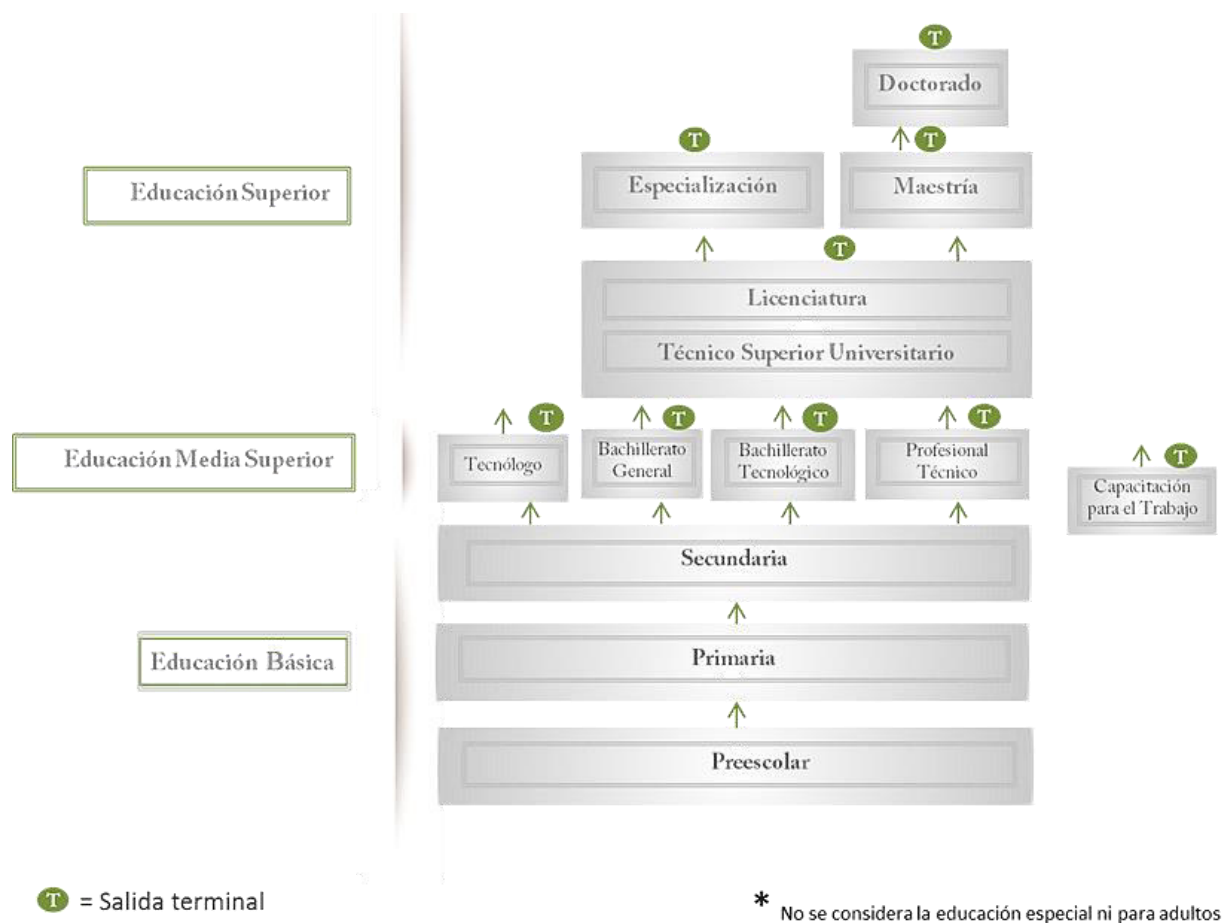 T
Doctorado
T
T
Educación Superior
Especialización
Maestría
T
Licenciatura
Técnico Superior Universitario
T
T
T
T
Educación Media Superior
Tecnólogo
Bachillerato
General
Bachillerato
Tecnológico
Profesional
Técnico
T
Capacitación
para el Trabajo
Secundaria
Educación Básica
Primaria
Preescolar
T = Salida terminal
* No se considera la educación especial ni para adultos